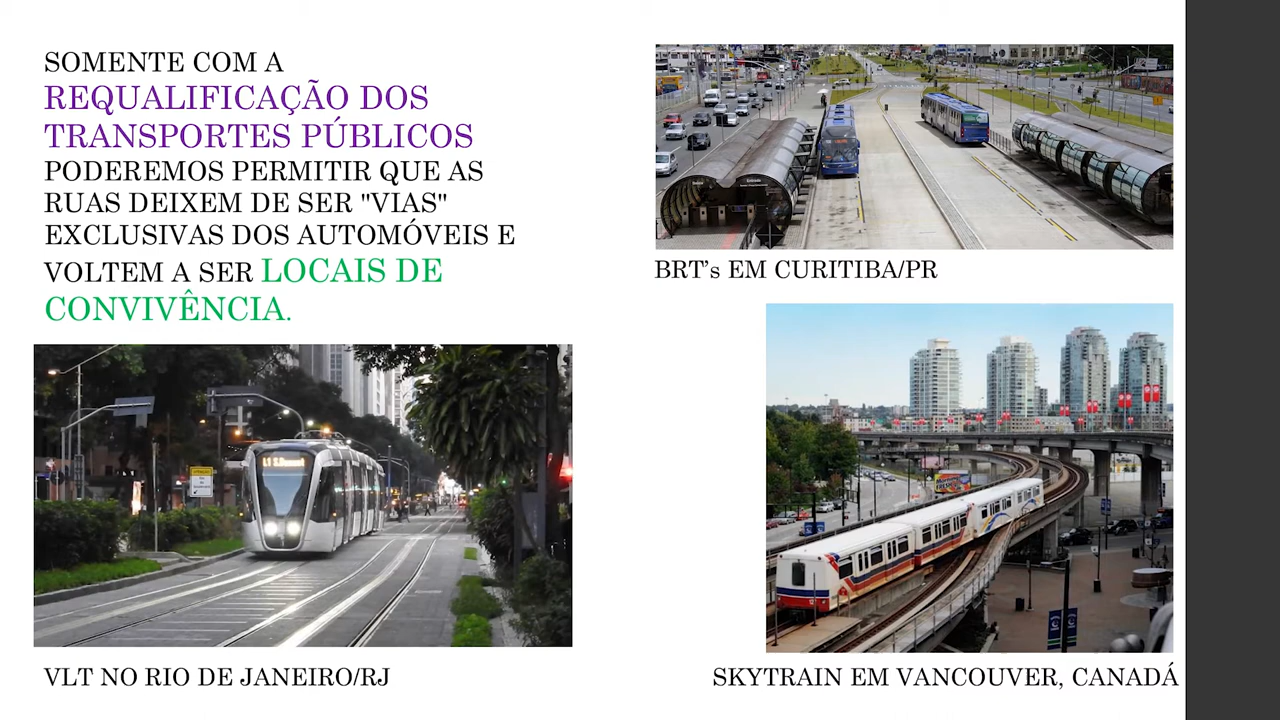 SOMENTE COM A
REQUALIFICAÇÃO DOS
TRANSPORTES PÚBLICOS
PODEREMOS PERMITIR QUE AS
RUAS DEIXEM DE SER "VIAS"
EXCLUSIVAS DOS AUTOMÓVEIS E
VOLTEM A SER LOCAIS DE
CONVIVÊNCIA.
BRT’s EM CURITIBA/PR
VLT NO RIO DE JANEIRO/RJ
SKYTRAIN EM VANCOUVER, CANADÁ